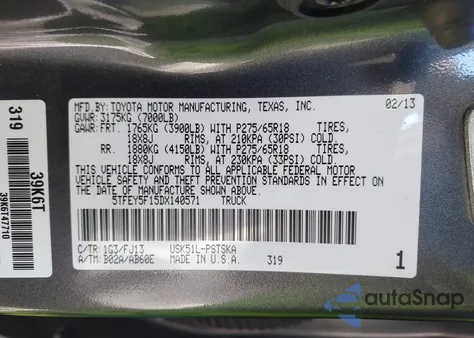 319
39K6T
39K6T47710
MFD. BY: TOYOTA MOTOR MANUFACTURING, TEXAS, INC. 02/13
GVWR: 3175KG (7000LB)
GAWR: FRT. 1765KG (3900LB) WITH P275/65R18 TIRES,
18X8J RIMS, AT 210KPA (30PSI) COLD
RR. 1880KG (4150LB) WITH P275/65R18 TIRES,
18X8J RIMS, AT 230KPA (33PSI) COLD
THIS VEHICLE CONFORMS TO ALL APPLICABLE FEDERAL MOTOR
VEHICLE SAFETY AND THEFT PREVENTION STANDARDS IN EFFECT
ON THE DATE OF MANUFACTURE SHOWN ABOVE.
5TFEY5F15DX140571 TRUCK
C/TR: 1G3/FJ13 USK51L-PSTSKA
A/TM: B02A/AB60E MADE IN U.S.A. 319 1
autoSnap